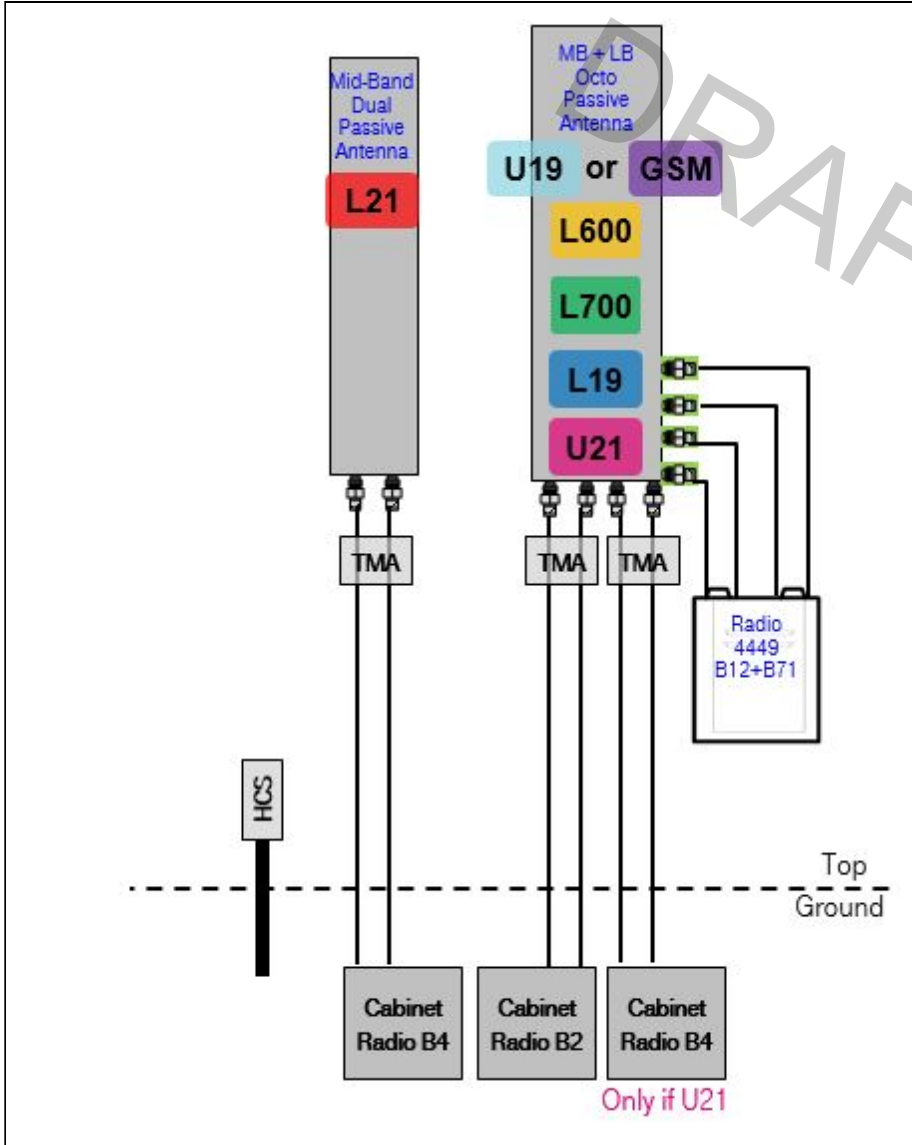 Mid-Band
Dual
Passive
Antenna
L21
MB + LB
Octo
Passive
Antenna
U19 or GSM
L600
L700
L19
U21
TMA
TMA
TMA
Radio
4449
B12+B71
HCS
Top
Ground
Cabinet
Radio B4
Cabinet
Radio B2
Cabinet
Radio B4
Only if U21
DRAF